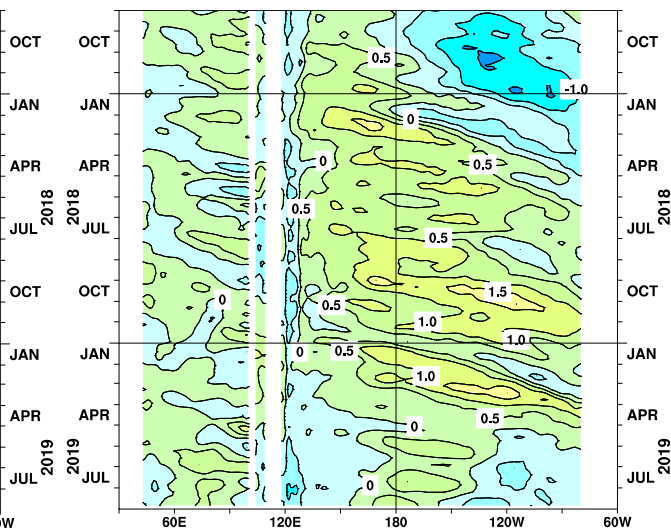 OCT OCT OCT
0.5
-1.0
JAN JAN JAN
0
APR APR 0 0.5 APR
2018 2018 2018
0.5
JUL JUL JUL
0.5
OCT OCT 1.5 OCT
0 0.5
1.0
1.0
JAN JAN 0 0.5 JAN
1.0
APR APR 0.5 APR
0
2019 2019 2019
JUL JUL 0 JUL
0W 60E 120E 180 120W 60W